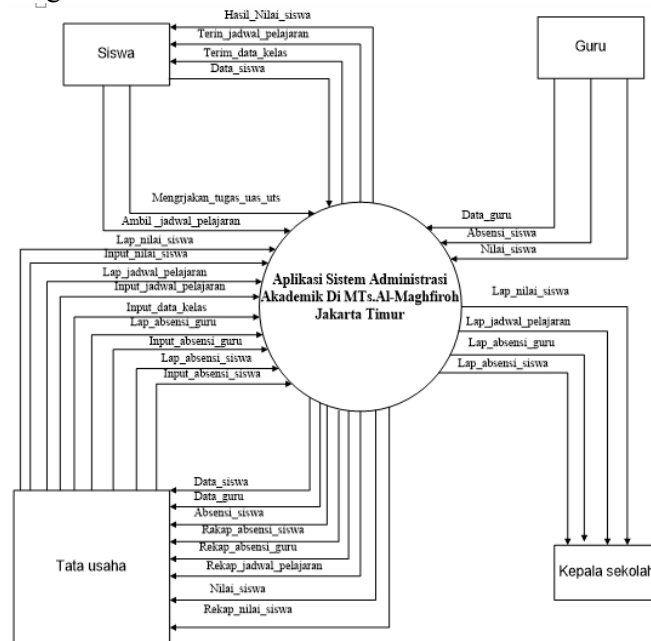 Hasil_Nilai_siswa
Terin_jadwal_pelajaran
Terim_data_kelas
Data_siswa
Siswa
Guru
Mengrjakan_tugas_uas_uts
Ambil _jadwal_pelajaran
Data_guru
Absensi_siswa
Nilai_siswa
Lap_nilai_siswa
Input_nilai_siswa
Lap_jadwal_pelajaran
Input_jadwal_pelajaran
Input_data_kelas
Lap_absensi_guru
Input_absensi_guru
Lap_absensi_siswa
Input_absensi_siswa
Aplikasi Sistem Administrasi
Akademik Di MTs.Al-Maghfiroh
Jakarta Timur
Lap_nilai_siswa
Lap_jadwal_pelajaran
Lap_absensi_guru
Lap_absensi_siswa
Data_siswa
Data_guru
Absensi_siswa
Rakap_absensi_siswa
Rekap_absensi_guru
Rekap_jadwal_pelajaran
Nilai_siswa
Rekap_nilai_siswa
Tata usaha
Kepala sekolah